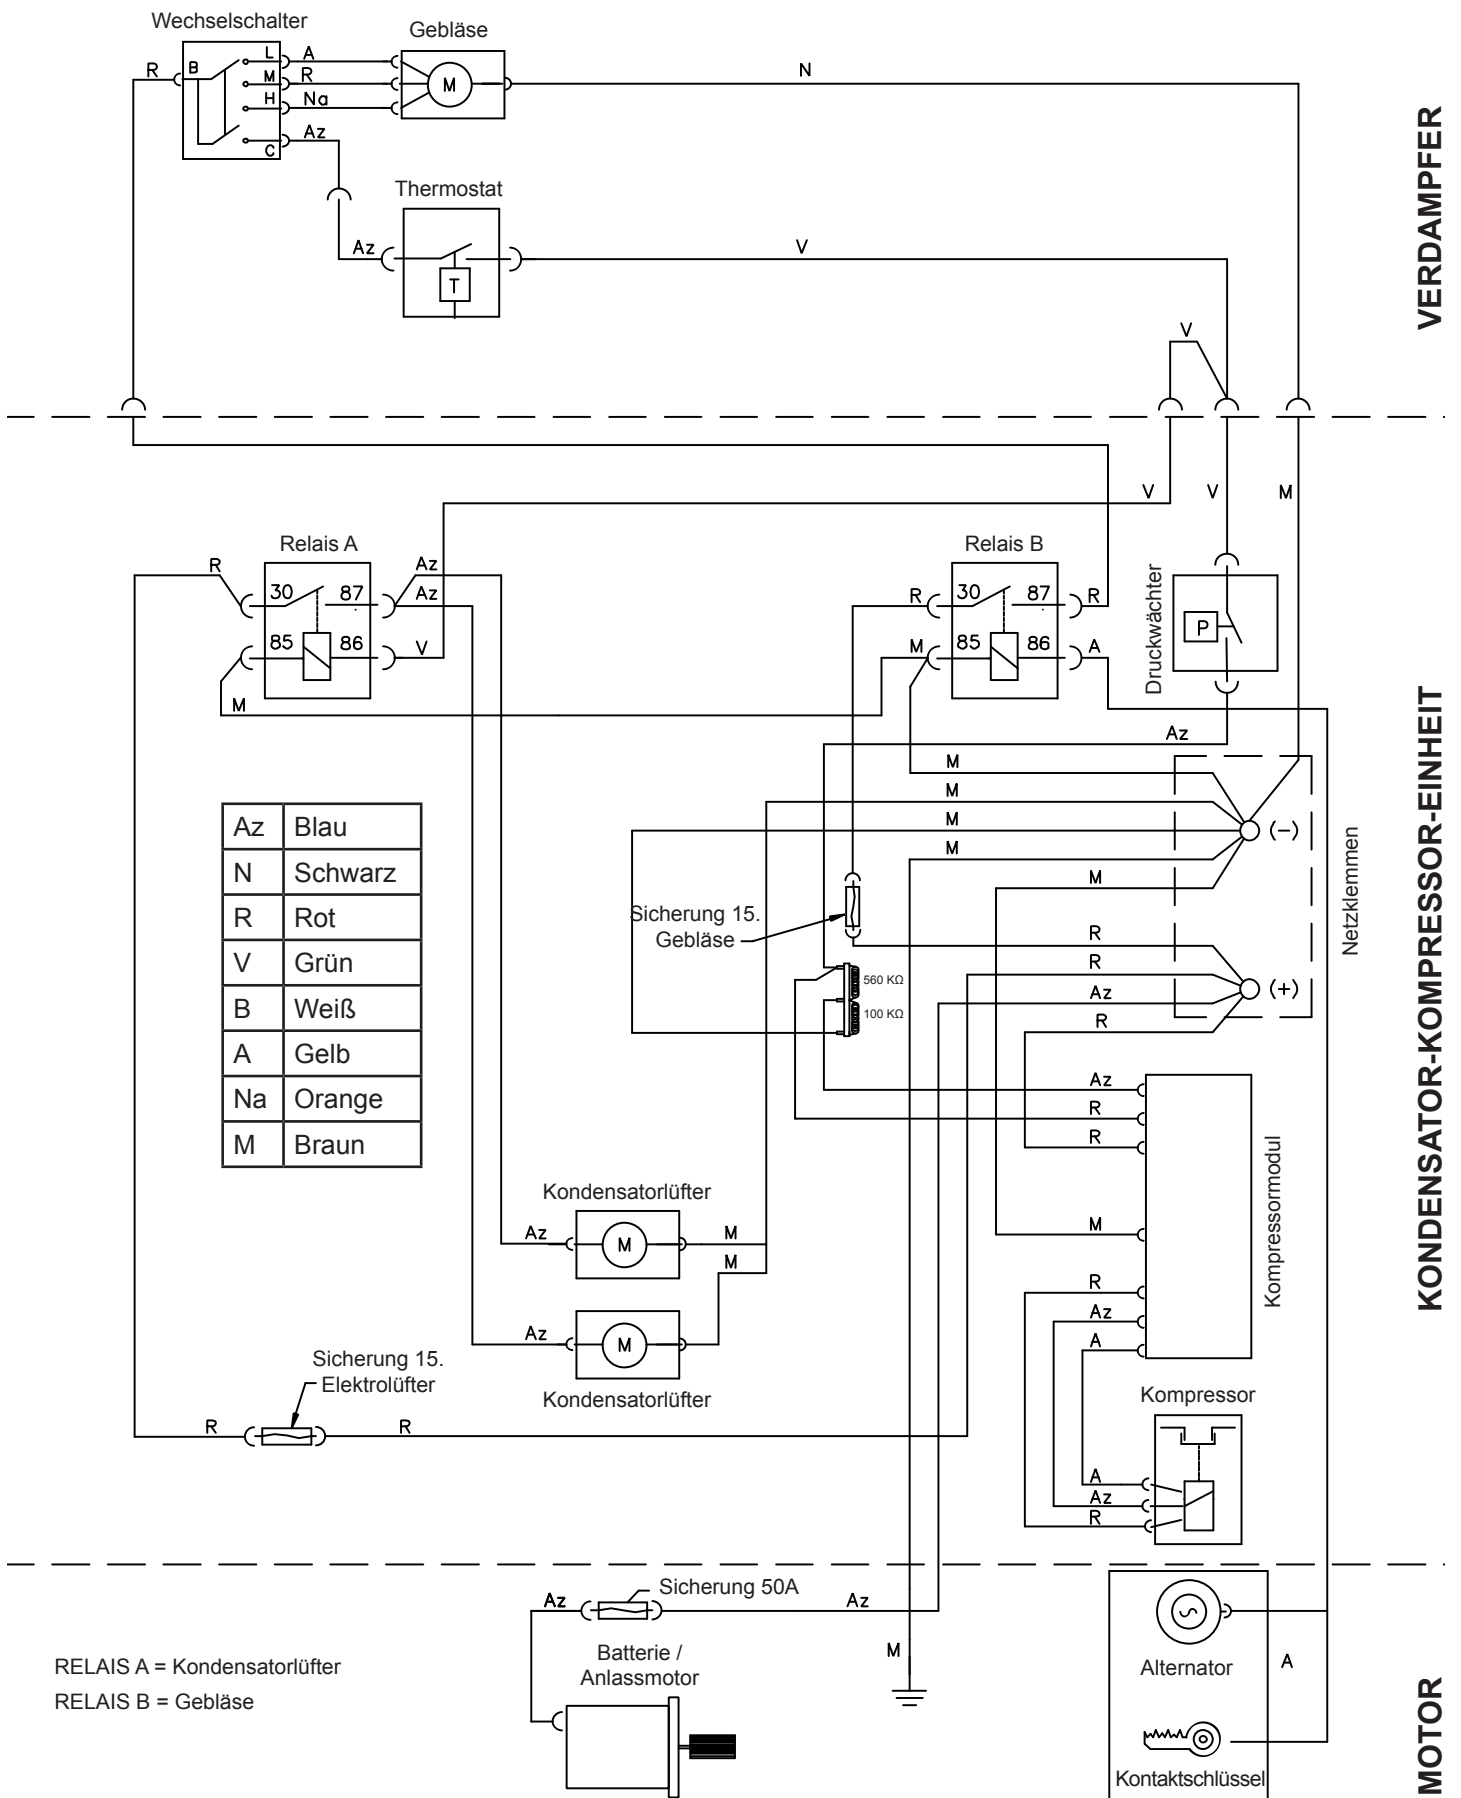 Wechselschalter
Gebläse
R
B
L
A
M
R
H
Na
C
Az
M
N
Thermostat
Az
T
V
V
VERDAMPFER
V
V
M
Relais A
R
30
87
85
86
Az
Az
V
M
Relais B
R
30
87
R
M
85
86
A
Druckwächter
P
Az
M
M
M
M
M
(-)
Netzklemmen
Sicherung 15.
Gebläse
R
R
Az
R
(+)
560 KΩ
100 KΩ
Az Blau
N Schwarz
R Rot
V Grün
B Weiß
A Gelb
Na Orange
M Braun
Az
R
R
M
R
Az
A
Kompressormodul
KONDENSATOR-KOMPRESSOR-EINHEIT
Kondensatorlüfter
Az
M
M
M
Az
M
Kondensatorlüfter
Sicherung 15.
Elektrolüfter
R
R
Kompressor
A
Az
R
Az
Sicherung 50A
Az
Batterie /
Anlassmotor
M
Alternator
A
Kontaktschlüssel
RELAIS A = Kondensatorlüfter
RELAIS B = Gebläse
MOTOR